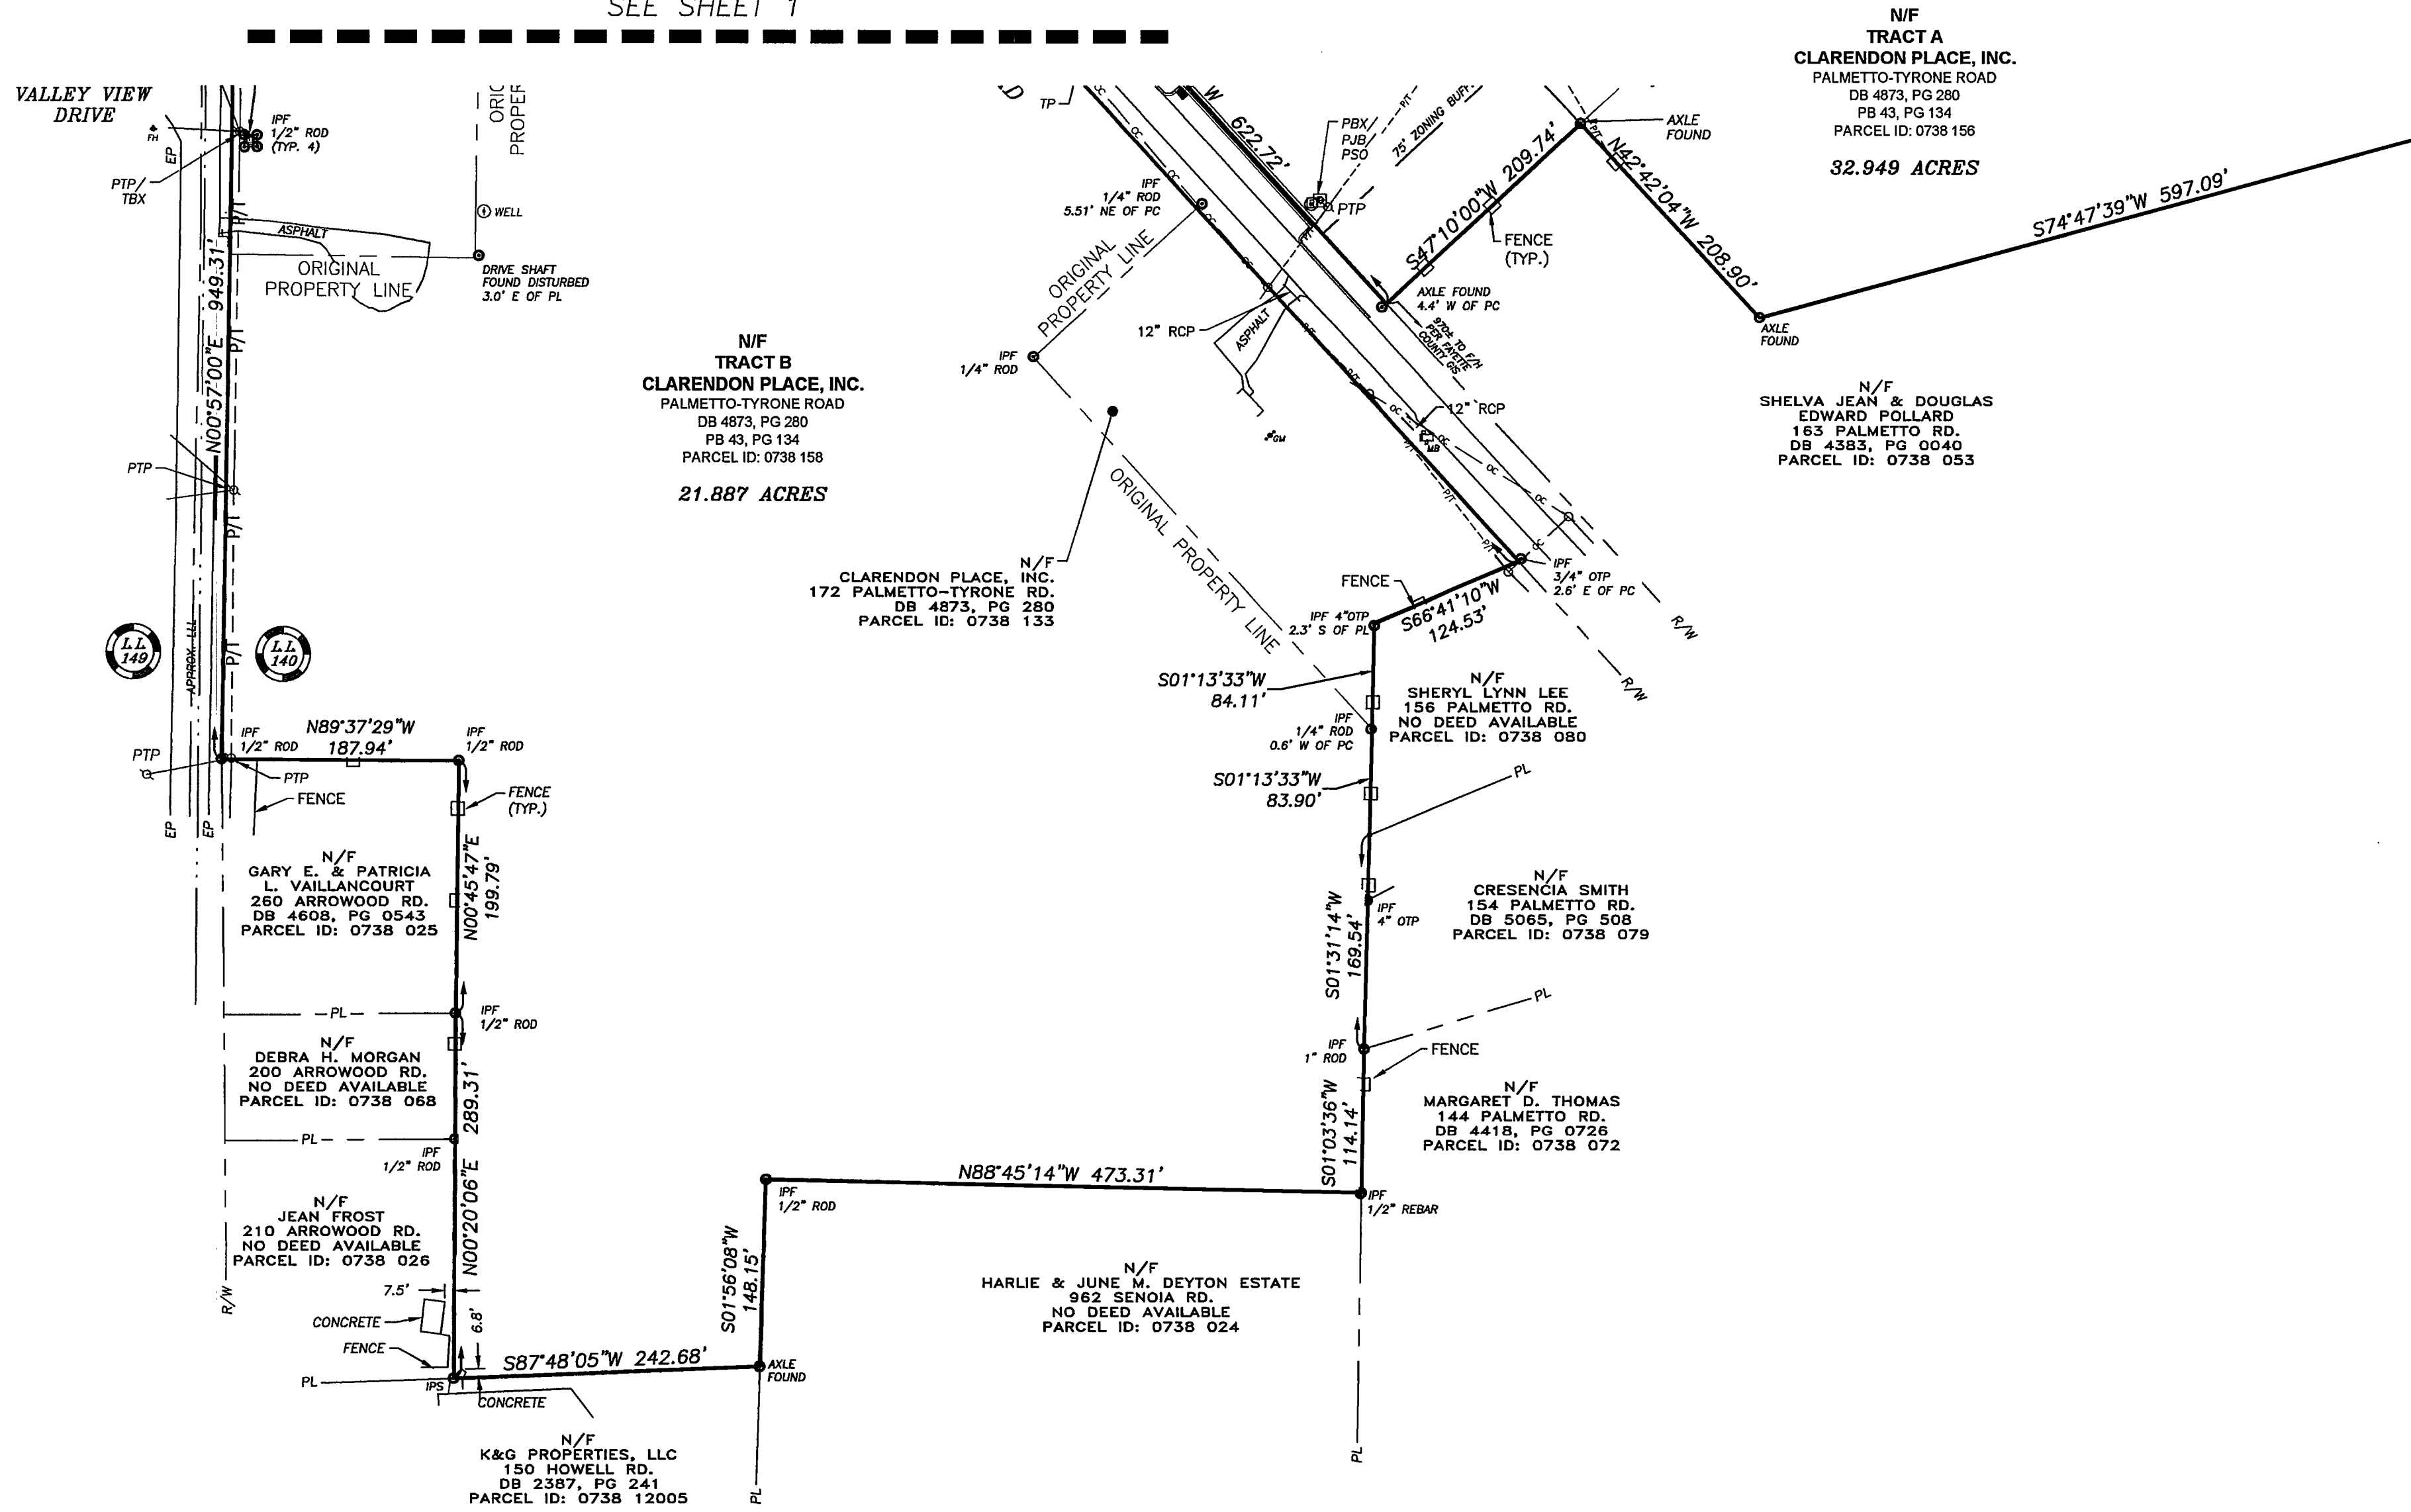 SEE SHEET 1
VALLEY VIEW
DRIVE
FH
EP
IPF
1/2" ROD
(TYP. 4)
PTP/
TBX
P/T
WELL
ASPHALT
ORIGINAL
PROPERTY LINE
DRIVE SHAFT
FOUND DISTURBED
3.0' E OF PL
N00°57'00"E 949.31'
P/T
PTP
P/T
P/T
APPROX. LLL
LL
149
LL
140
N/F
TRACT B
CLARENDON PLACE, INC.
PALMETTO-TYRONE ROAD
DB 4873, PG 280
PB 43, PG 134
PARCEL ID: 0738 158
21.887 ACRES
TP
W
622.72'
PBX/
PJB
PSO
PTP
75' ZONING BUFF
P/T
OC
IPF
1/4" ROD
5.51' NE OF PC
ORIGINAL
PROPERTY LINE
IPF
1/4" ROD
12" RCP
ASPHALT
GM
12" RCP
MB
S47°10'00"W 209.74'
FENCE
(TYP.)
AXLE FOUND
4.4' W OF PC
970± TO F/H
PER FAYETTE
COUNTY GIS
AXLE
FOUND
N42°42'04"W 208.90'
AXLE
FOUND
S74°47'39"W 597.09'
N/F
TRACT A
CLARENDON PLACE, INC.
PALMETTO-TYRONE ROAD
DB 4873, PG 280
PB 43, PG 134
PARCEL ID: 0738 156
32.949 ACRES
N/F
SHELVA JEAN & DOUGLAS
EDWARD POLLARD
163 PALMETTO RD.
DB 4383, PG 0040
PARCEL ID: 0738 053
ORIGINAL PROPERTY LINE
N/F
CLARENDON PLACE, INC.
172 PALMETTO-TYRONE RD.
DB 4873, PG 280
PARCEL ID: 0738 133
FENCE
IPF
3/4" OTP
2.6' E OF PC
R/W
R/W
IPF 4"OTP
2.3' S OF PL
S66°41'10"W
124.53'
S01°13'33"W
84.11'
N/F
SHERYL LYNN LEE
156 PALMETTO RD.
NO DEED AVAILABLE
PARCEL ID: 0738 080
IPF
1/4" ROD
0.6' W OF PC
S01°13'33"W
83.90'
PL
IPF
4" OTP
S01°31'14"W
169.54'
N/F
CRESENCIA SMITH
154 PALMETTO RD.
DB 5065, PG 508
PARCEL ID: 0738 079
PL
IPF
1" ROD
FENCE
S01°03'36"W
114.14'
N/F
MARGARET D. THOMAS
144 PALMETTO RD.
DB 4418, PG 0726
PARCEL ID: 0738 072
IPF
1/2" REBAR
PTP
IPF
1/2" ROD
N89°37'29"W
187.94'
IPF
1/2" ROD
PTP
FENCE
FENCE
(TYP.)
EP
EP
N/F
GARY E. & PATRICIA
L. VAILLANCOURT
260 ARROWOOD RD.
DB 4608, PG 0543
PARCEL ID: 0738 025
N00°45'47"E
199.79'
PL
IPF
1/2" ROD
N/F
DEBRA H. MORGAN
200 ARROWOOD RD.
NO DEED AVAILABLE
PARCEL ID: 0738 068
PL
IPF
1/2" ROD
N00°20'06"E 289.31'
N/F
JEAN FROST
210 ARROWOOD RD.
NO DEED AVAILABLE
PARCEL ID: 0738 026
R/W
7.5'
CONCRETE
6.8'
FENCE
PL
IPS
CONCRETE
S87°48'05"W 242.68'
AXLE
FOUND
S01°56'08"W
148.15'
IPF
1/2" ROD
N88°45'14"W 473.31'
N/F
HARLIE & JUNE M. DEYTON ESTATE
962 SENOIA RD.
NO DEED AVAILABLE
PARCEL ID: 0738 024
PL
PL
N/F
K&G PROPERTIES, LLC
150 HOWELL RD.
DB 2387, PG 241
PARCEL ID: 0738 12005